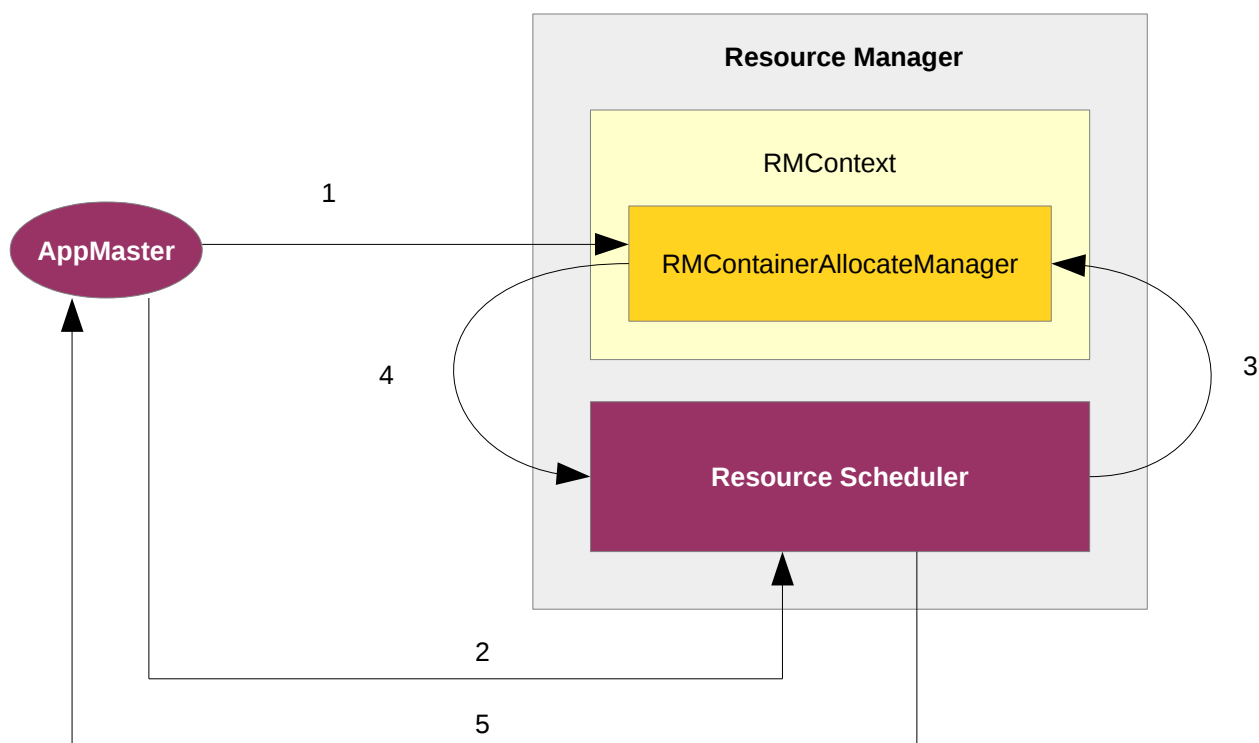 Resource Manager
RMContext
1
AppMaster
RMContainerAllocateManager
4
3
Resource Scheduler
2
5